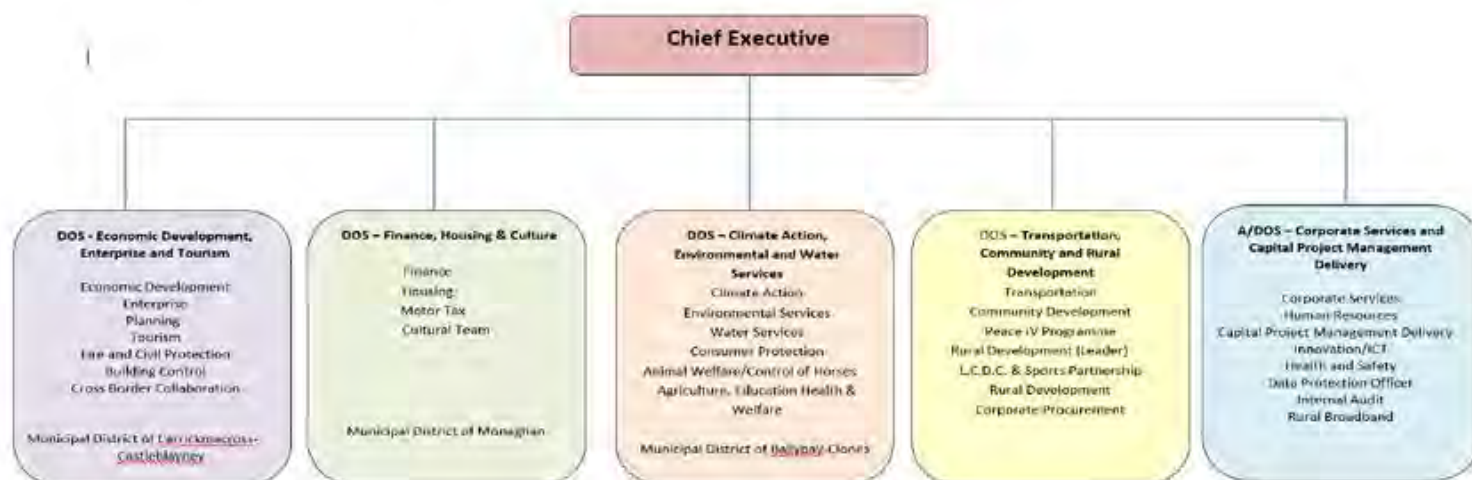 Chief Executive
DOS - Economic Development,
Enterprise and Tourism
Economic Development
Enterprise
Planning
Tourism
Fire and Civil Protection
Building Control
Cross Border Collaboration
Municipal District of Carrickmacross-
Castleblayney
DOS – Finance, Housing & Culture
Finance
Housing
Motor Tax
Cultural Team
Municipal District of Monaghan
DOS – Climate Action,
Environmental and Water
Services
Climate Action
Environmental Services
Water Services
Consumer Protection
Animal Welfare/Control of Horses
Agriculture, Education Health &
Welfare
Municipal District of Ballybay-Clones
DOS – Transportation,
Community and Rural
Development
Transportation
Community Development
Peace IV Programme
Rural Development (Leader)
L.C.D.C. & Sports Partnership
Rural Development
Corporate Procurement
A/DOS – Corporate Services and
Capital Project Management
Delivery
Corporate Services
Human Resources
Capital Project Management Delivery
Innovation/ICT
Health and Safety
Data Protection Officer
Internal Audit
Rural Broadband